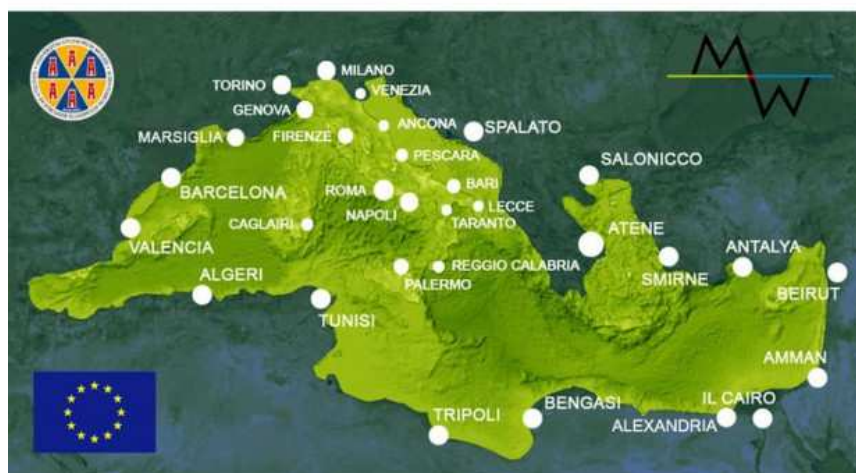 MILANO
TORINO
VENEZIA
GENOVA
ANCONA
SPALATO
MARSIGLIA
FIRENZE
PESCARA
SALONICCO
BARCELONA
ROMA
BARI
NAPOLI
LECCE
TARANTO
CAGLAIRI
VALENCIA
ATENE
ANTALYA
ALGERI
REGGIO CALABRIA
SMIRNE
PALERMO
BEIRUT
TUNISI
AMMAN
TRIPOLI
BENGASI
IL CAIRO
ALEXANDRIA